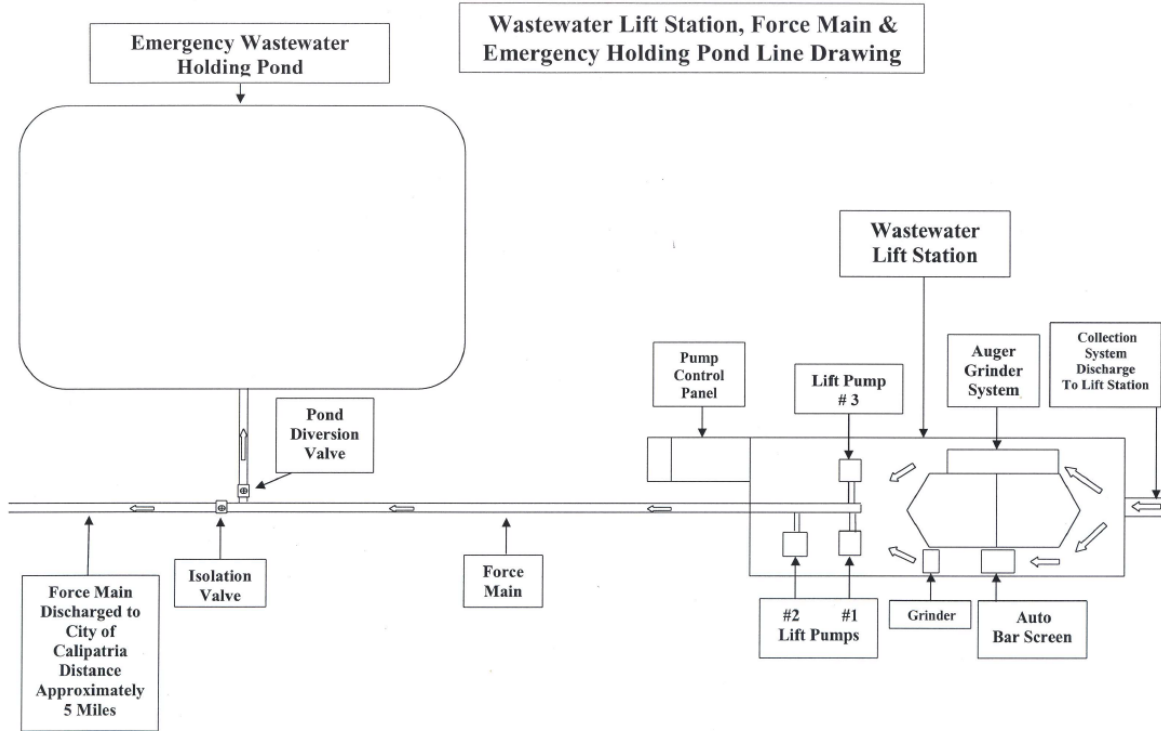 Wastewater Lift Station, Force Main &
Emergency Holding Pond Line Drawing
Emergency Wastewater
Holding Pond
Wastewater
Lift Station
Pump
Control
Panel
Lift Pump
# 3
Auger
Grinder
System
Collection
System
Discharge
To Lift Station
Pond
Diversion
Valve
Force Main
Discharged to
City of
Calipatria
Distance
Approximately
5 Miles
Isolation
Valve
Force
Main
#2 #1
Lift Pumps
Grinder
Auto
Bar Screen